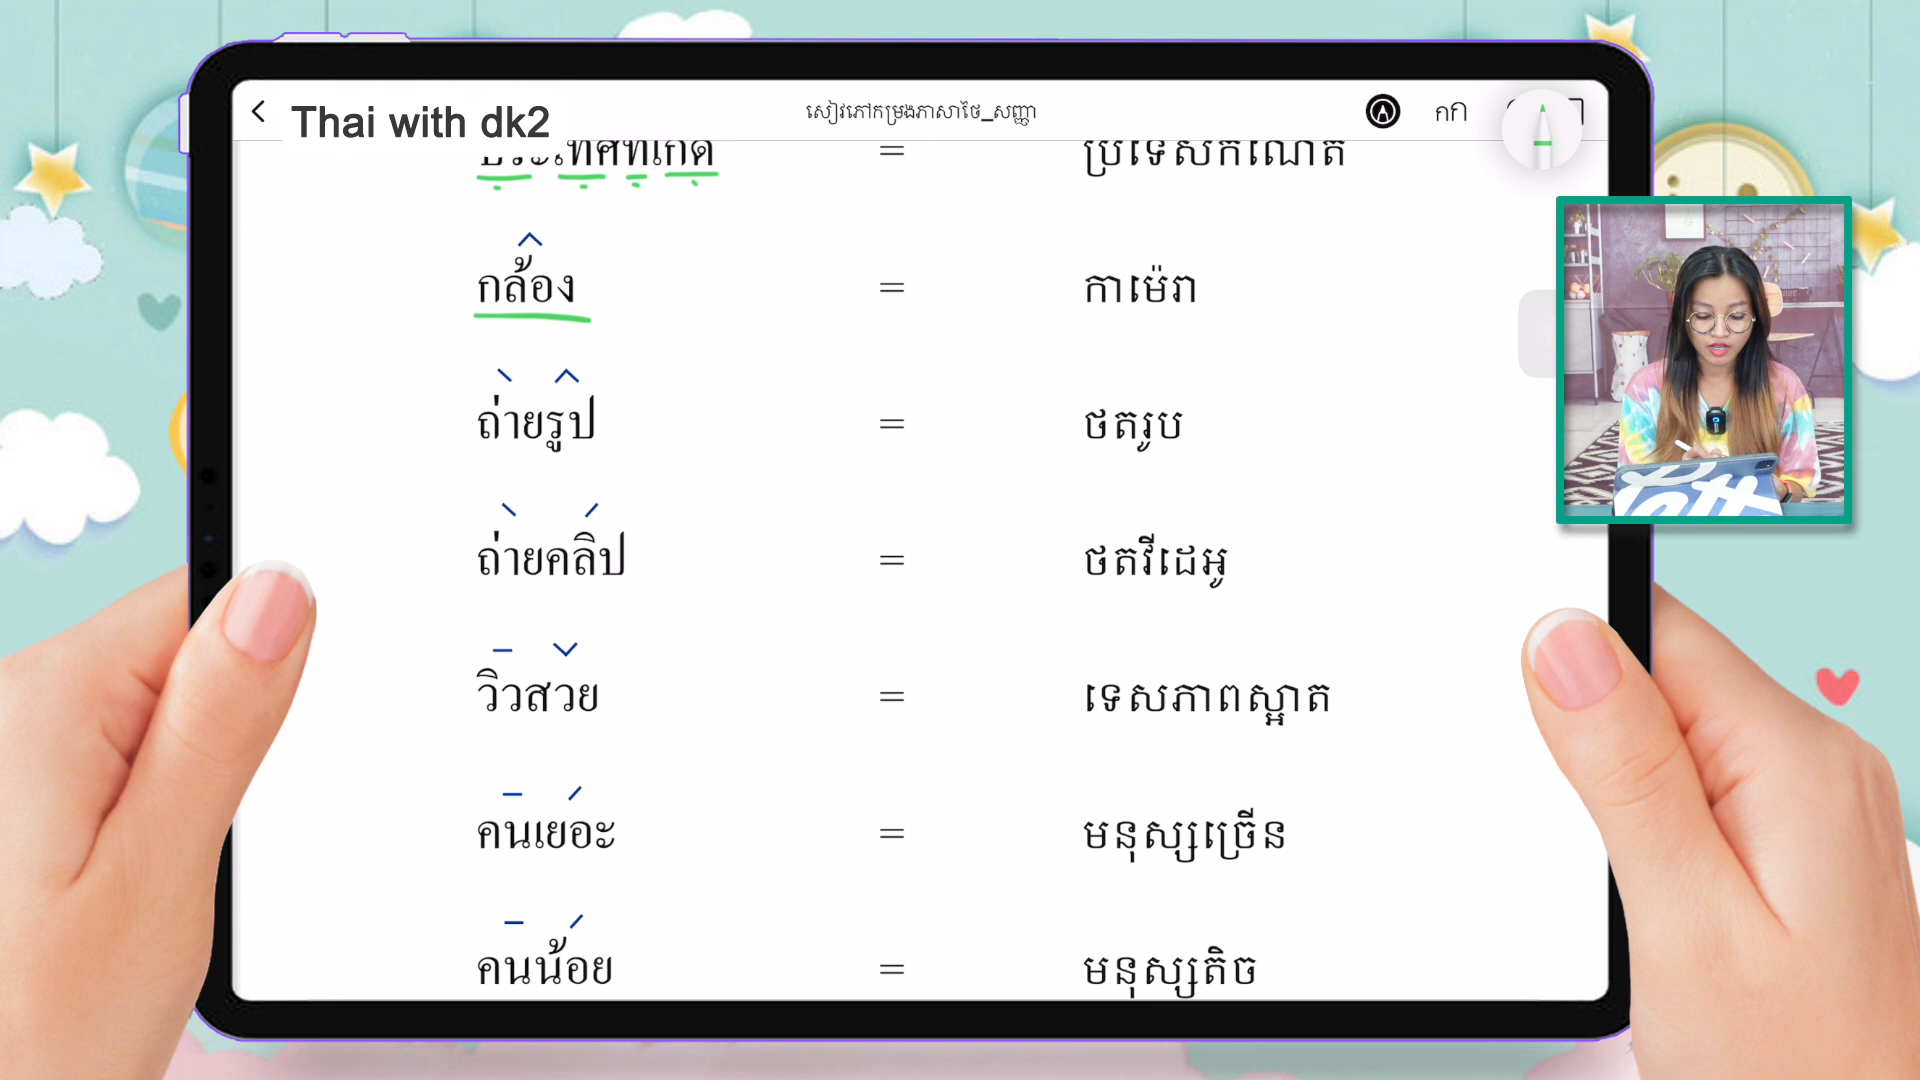 Thai with dk2
សៀវភៅកម្រងភាសាថៃ_សញ្ញា
ประเทศที่เกิด = ប្រទេសកំណើត
กล้อง = កាម៉េរា
ถ่ายรูป = ថតរូប
ถ่ายคลิป = ថតវីដេអូ
วิวสวย = ទេសភាពស្អាត
คนเยอะ = មនុស្សច្រើន
คนน้อย = មនុស្សតិច